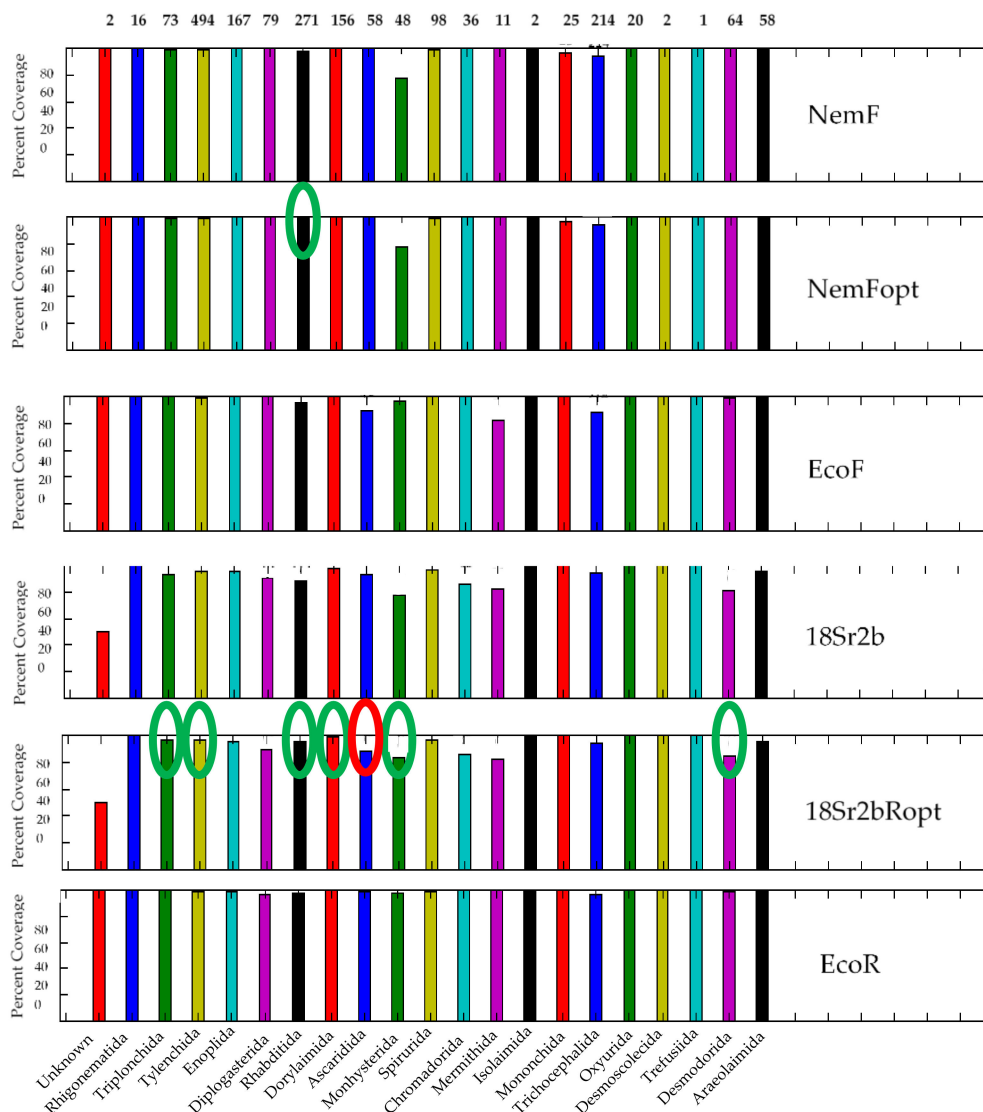 2 16 73 494 167 79 271 156 58 48 98 36 11 2 25 214 20 2 1 64 58
Percent Coverage
80
60
40
20
0
NemF
Percent Coverage
80
60
40
20
0
NemFopt
Percent Coverage
80
60
40
20
0
EcoF
Percent Coverage
80
60
40
20
0
18Sr2b
Percent Coverage
80
60
40
20
0
18Sr2bRopt
Percent Coverage
80
60
40
20
0
EcoR
Unknown
Rhigonematida
Triplonchida
Tylenchida
Enoplida
Diplogasterida
Rhabditida
Dorylaimida
Ascaridida
Monhysterida
Spirurida
Chromadorida
Mermithida
Isolaimida
Mononchida
Trichocephalida
Oxyurida
Desmoscolecida
Trefusiida
Desmodorida
Araeolaimida